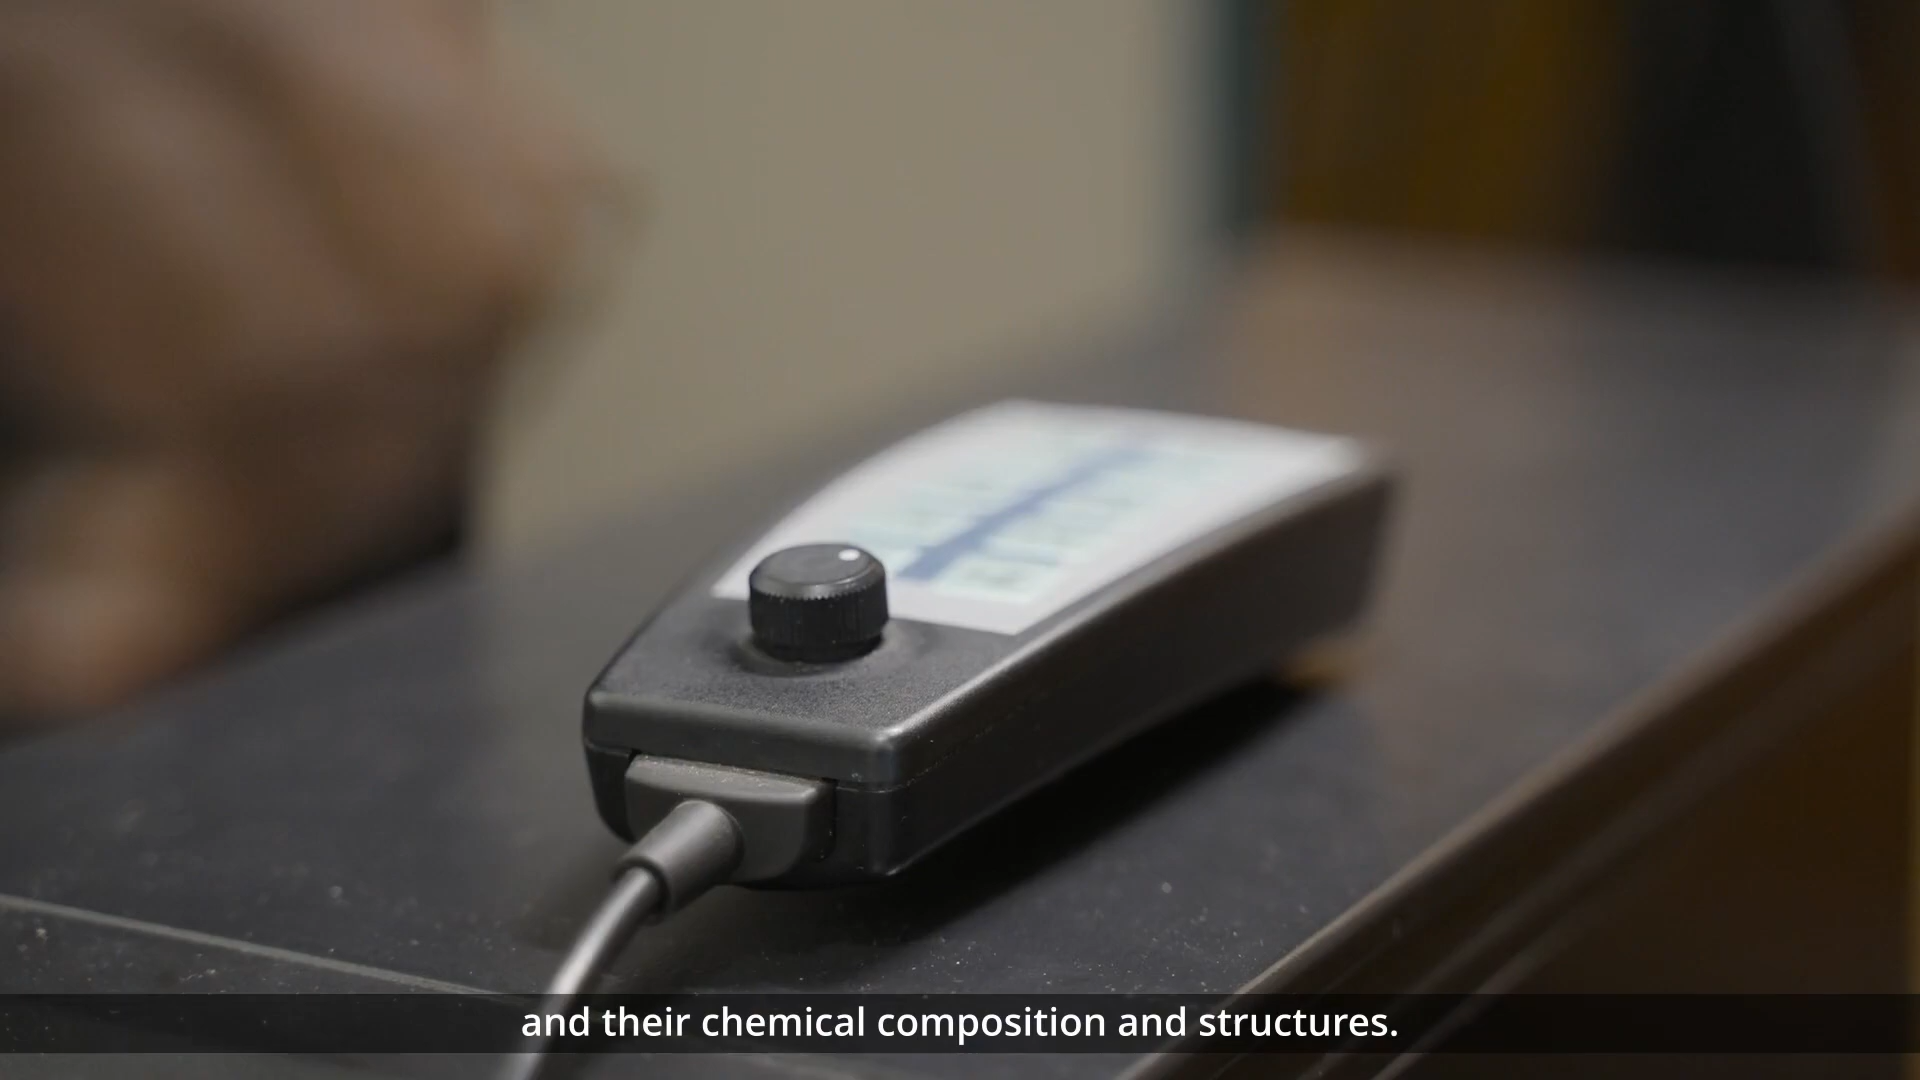 and their chemical composition and structures.